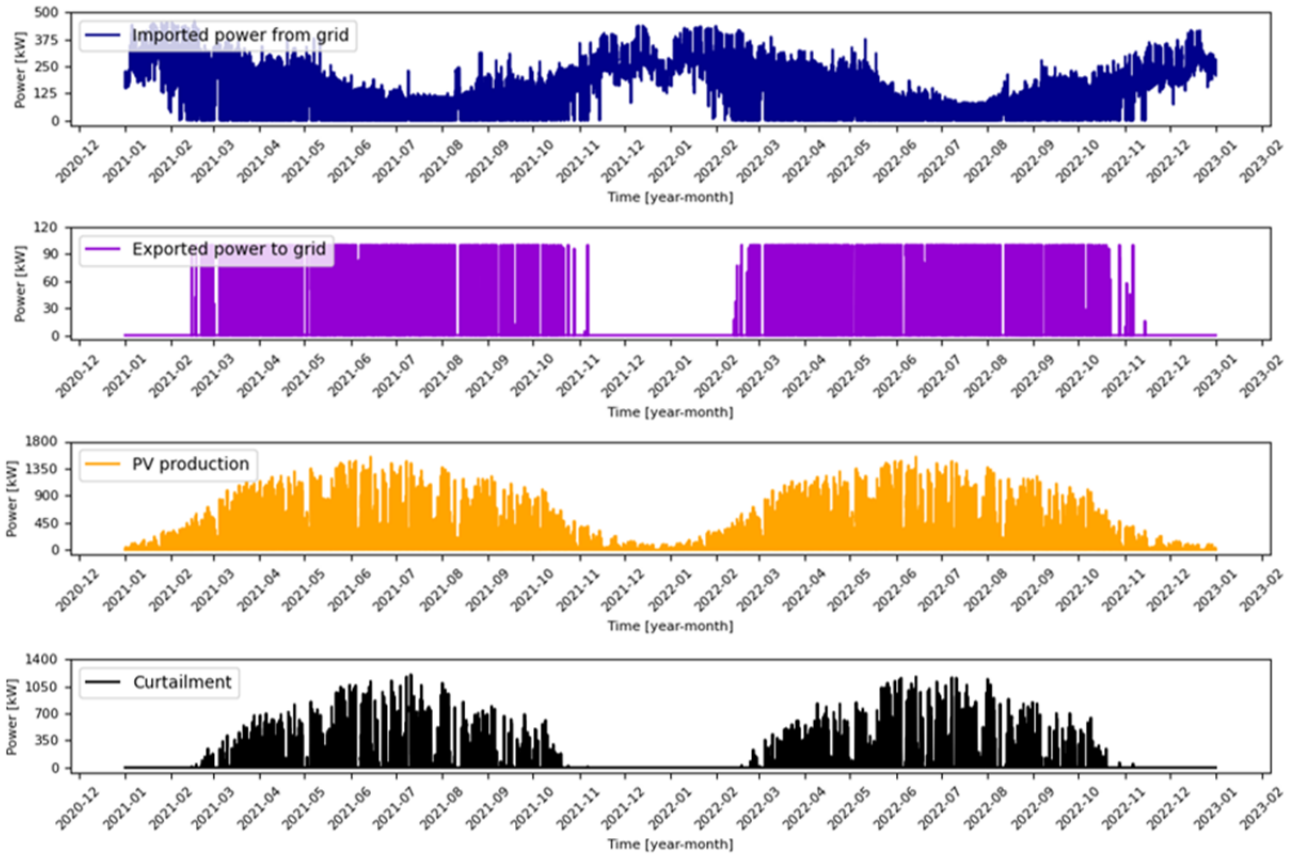 500
375
250
125
0
Power [kW]
Imported power from grid
2020-12 2021-01 2021-02 2021-03 2021-04 2021-05 2021-06 2021-07 2021-08 2021-09 2021-10 2021-11 2021-12 2022-01 2022-02 2022-03 2022-04 2022-05 2022-06 2022-07 2022-08 2022-09 2022-10 2022-11 2022-12 2023-01 2023-02
Time [year-month]
120
90
60
30
0
Power [kW]
Exported power to grid
2020-12 2021-01 2021-02 2021-03 2021-04 2021-05 2021-06 2021-07 2021-08 2021-09 2021-10 2021-11 2021-12 2022-01 2022-02 2022-03 2022-04 2022-05 2022-06 2022-07 2022-08 2022-09 2022-10 2022-11 2022-12 2023-01 2023-02
Time [year-month]
1800
1350
900
450
0
Power [kW]
PV production
2020-12 2021-01 2021-02 2021-03 2021-04 2021-05 2021-06 2021-07 2021-08 2021-09 2021-10 2021-11 2021-12 2022-01 2022-02 2022-03 2022-04 2022-05 2022-06 2022-07 2022-08 2022-09 2022-10 2022-11 2022-12 2023-01 2023-02
Time [year-month]
1400
1050
700
350
0
Power [kW]
Curtailment
2020-12 2021-01 2021-02 2021-03 2021-04 2021-05 2021-06 2021-07 2021-08 2021-09 2021-10 2021-11 2021-12 2022-01 2022-02 2022-03 2022-04 2022-05 2022-06 2022-07 2022-08 2022-09 2022-10 2022-11 2022-12 2023-01 2023-02
Time [year-month]